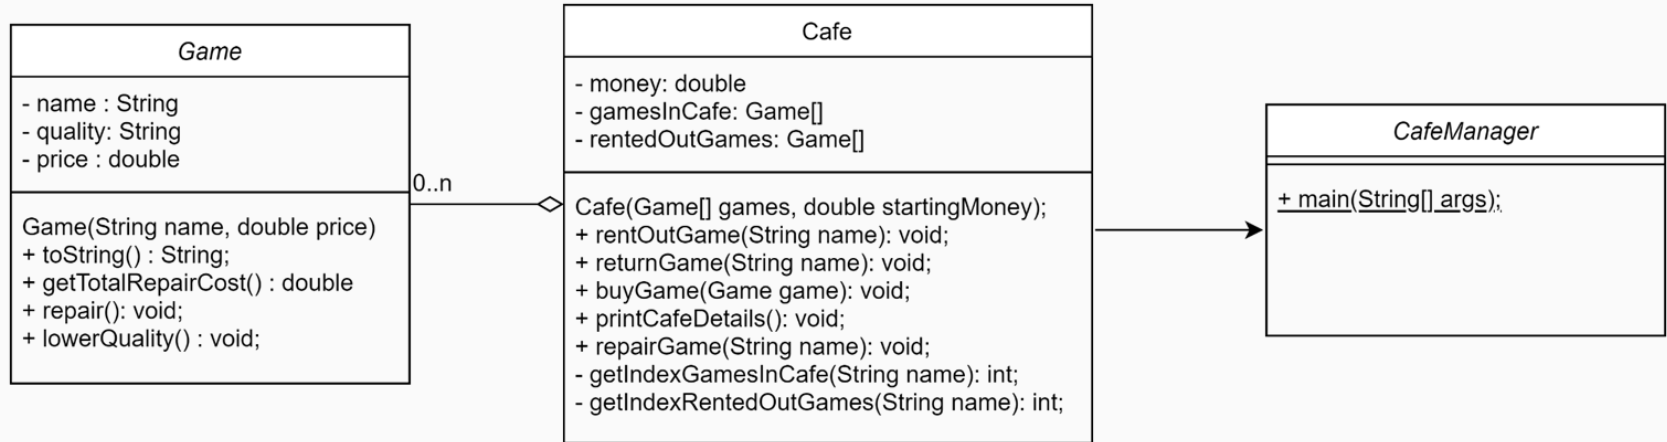 Game
- name : String
- quality: String
- price : double
Game(String name, double price)
+ toString() : String;
+ getTotalRepairCost() : double
+ repair(): void;
+ lowerQuality() : void;
0..n
Cafe
- money: double
- gamesInCafe: Game[]
- rentedOutGames: Game[]
Cafe(Game[] games, double startingMoney);
+ rentOutGame(String name): void;
+ returnGame(String name): void;
+ buyGame(Game game): void;
+ printCafeDetails(): void;
+ repairGame(String name): void;
- getIndexGamesInCafe(String name): int;
- getIndexRentedOutGames(String name): int;
CafeManager
+ main(String[] args);